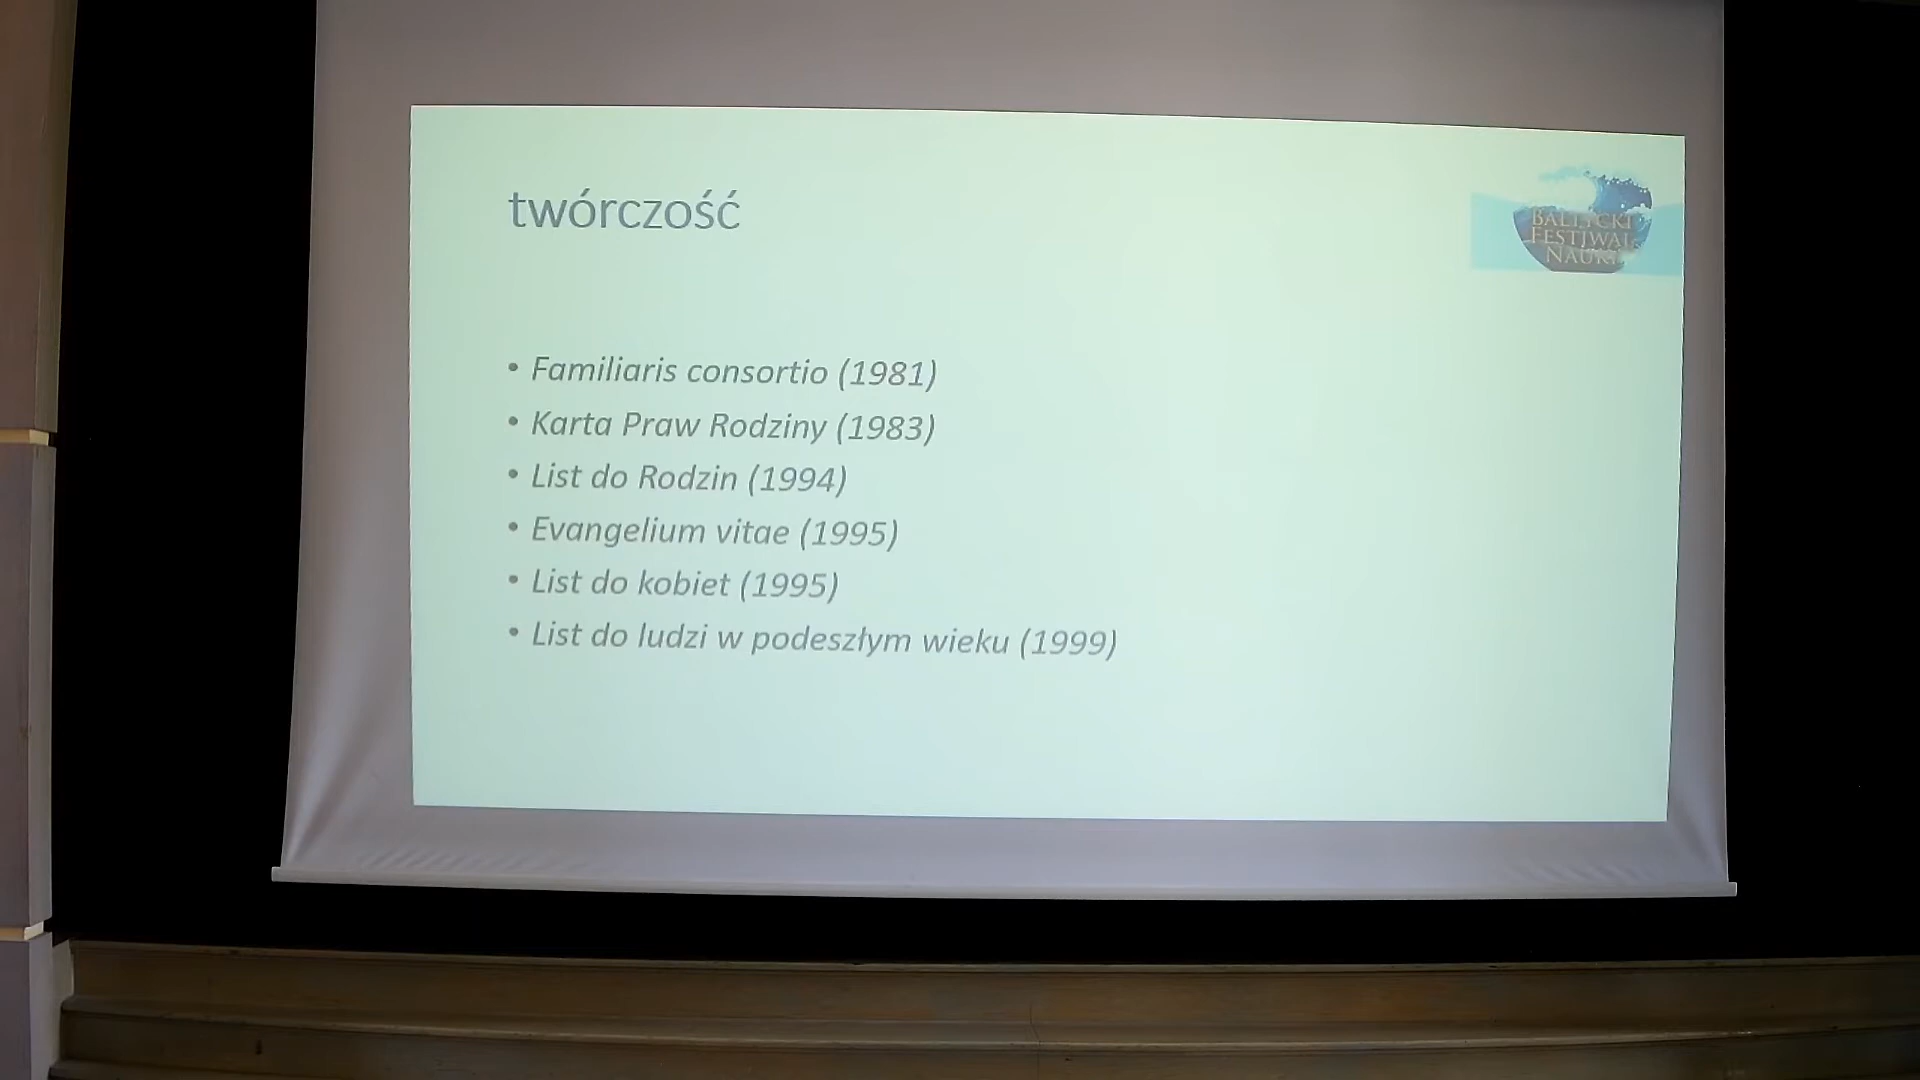 twórczość
BAŁTYCKI
FESTIWAL
NAUKI
• Familiaris consortio (1981)
• Karta Praw Rodziny (1983)
• List do Rodzin (1994)
• Evangelium vitae (1995)
• List do kobiet (1995)
• List do ludzi w podeszłym wieku (1999)